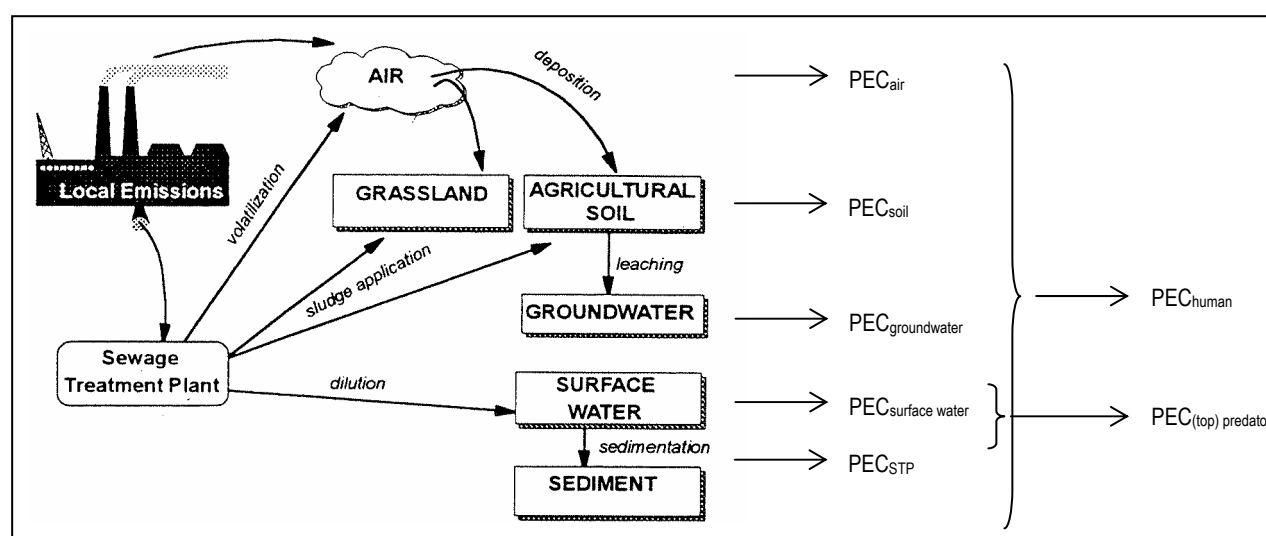 AIR
deposition
PECair
Local Emissions
volatilization
GRASSLAND
AGRICULTURAL
SOIL
PECsoil
sludge application
leaching
PEChuman
GROUNDWATER
PECgroundwater
Sewage
Treatment Plant
dilution
SURFACE
WATER
PECsurface water
PEC(top) predato
sedimentation
PECSTP
SEDIMENT